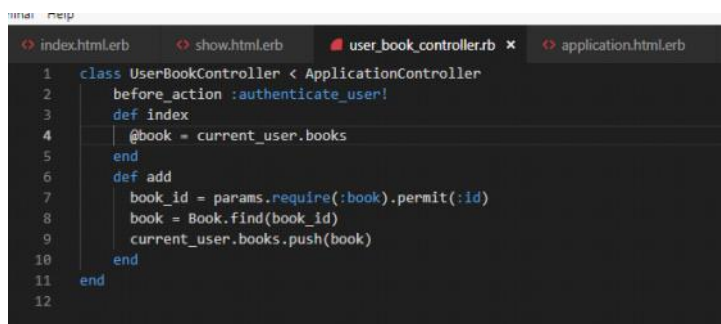 Help
index.html.erb show.html.erb user_book_controller.rb × application.html.erb
1 class UserBookController < ApplicationController
2 before_action :authenticate_user!
3 def index
4 @book = current_user.books
5 end
6 def add
7 book_id = params.require(:book).permit(:id)
8 book = Book.find(book_id)
9 current_user.books.push(book)
10 end
11 end
12